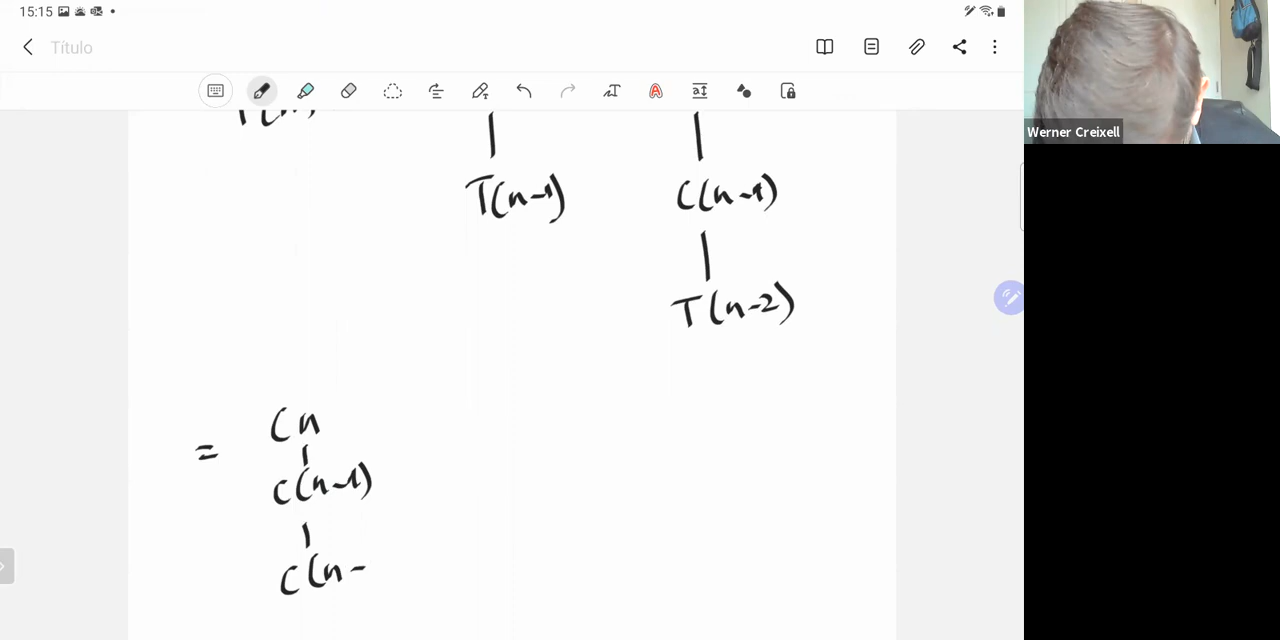 15:15
Título
Werner Creixell
T(n-1) C(n-1)
T(n-2)
= Cn
C(n-1)
C(n-